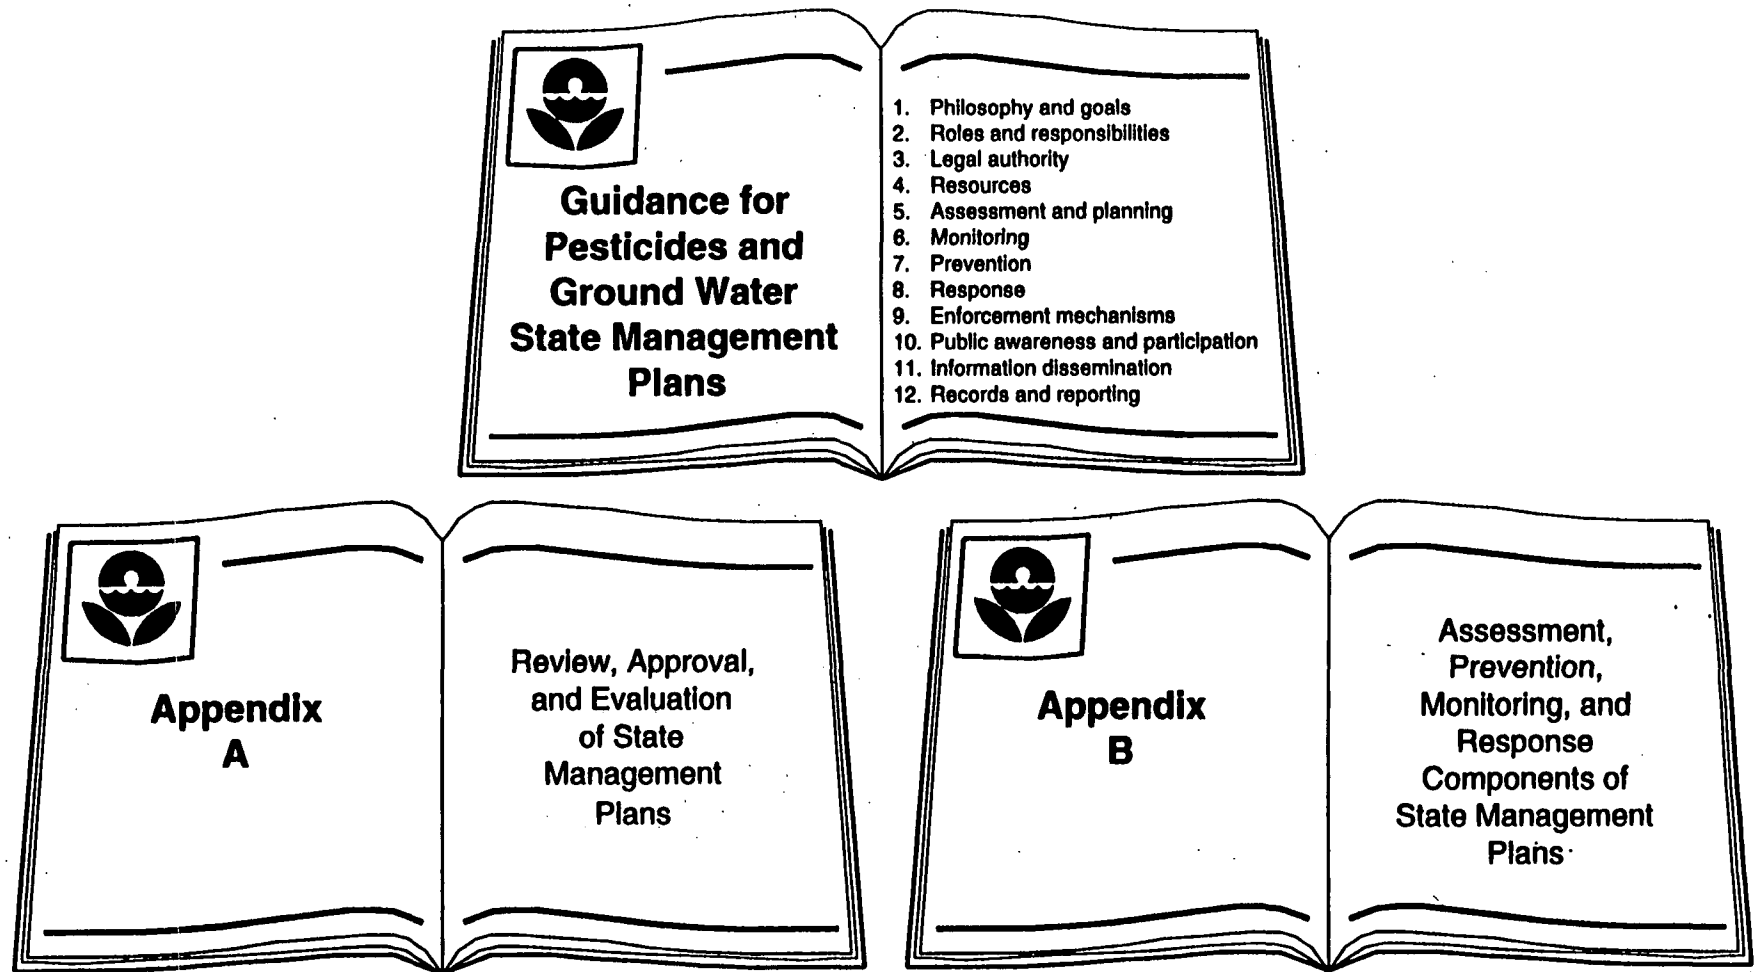 Guidance for
Pesticides and
Ground Water
State Management
Plans
1. Philosophy and goals
2. Roles and responsibilities
3. Legal authority
4. Resources
5. Assessment and planning
6. Monitoring
7. Prevention
8. Response
9. Enforcement mechanisms
10. Public awareness and participation
11. Information dissemination
12. Records and reporting
Appendix
A
Review, Approval,
and Evaluation
of State
Management
Plans
Appendix
B
Assessment,
Prevention,
Monitoring, and
Response
Components of
State Management
Plans